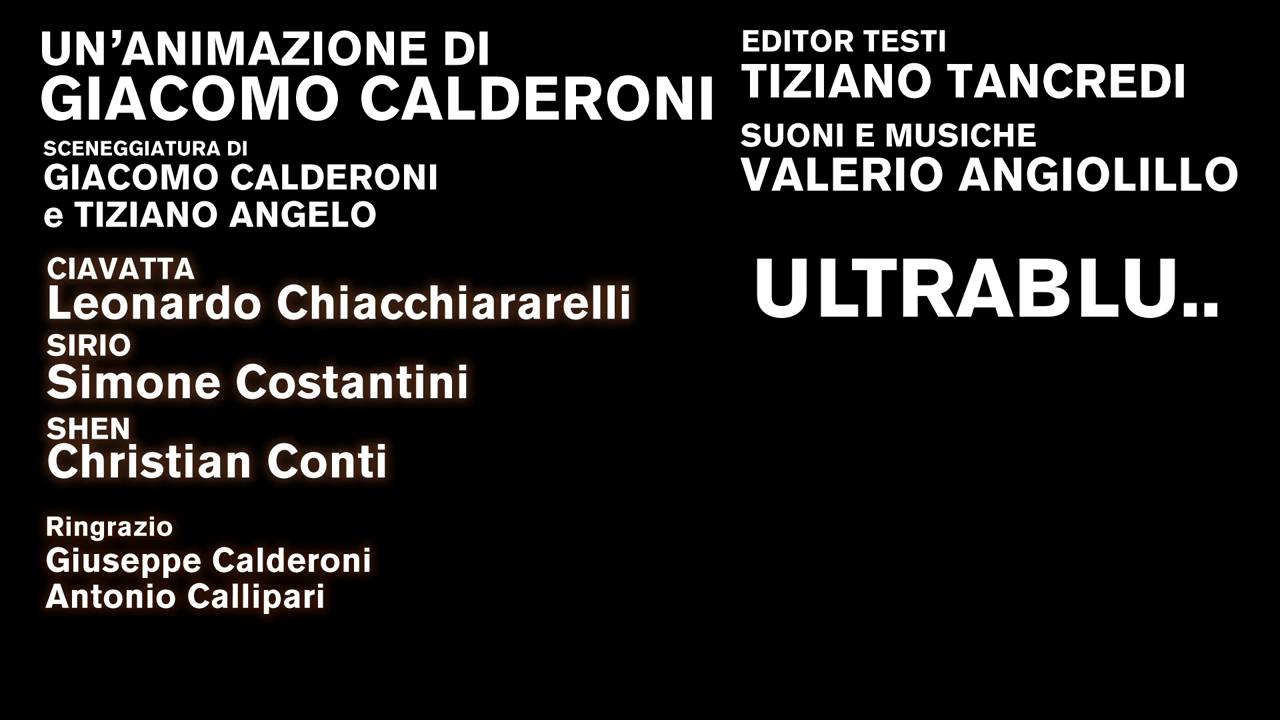 UN’ANIMAZIONE DI
GIACOMO CALDERONI
SCENEGGIATURA DI
GIACOMO CALDERONI
e TIZIANO ANGELO
CIAVATTA
Leonardo Chiacchiararelli
SIRIO
Simone Costantini
SHEN
Christian Conti
Ringrazio
Giuseppe Calderoni
Antonio Callipari
EDITOR TESTI
TIZIANO TANCREDI
SUONI E MUSICHE
VALERIO ANGIOLILLO
ULTRABLU..